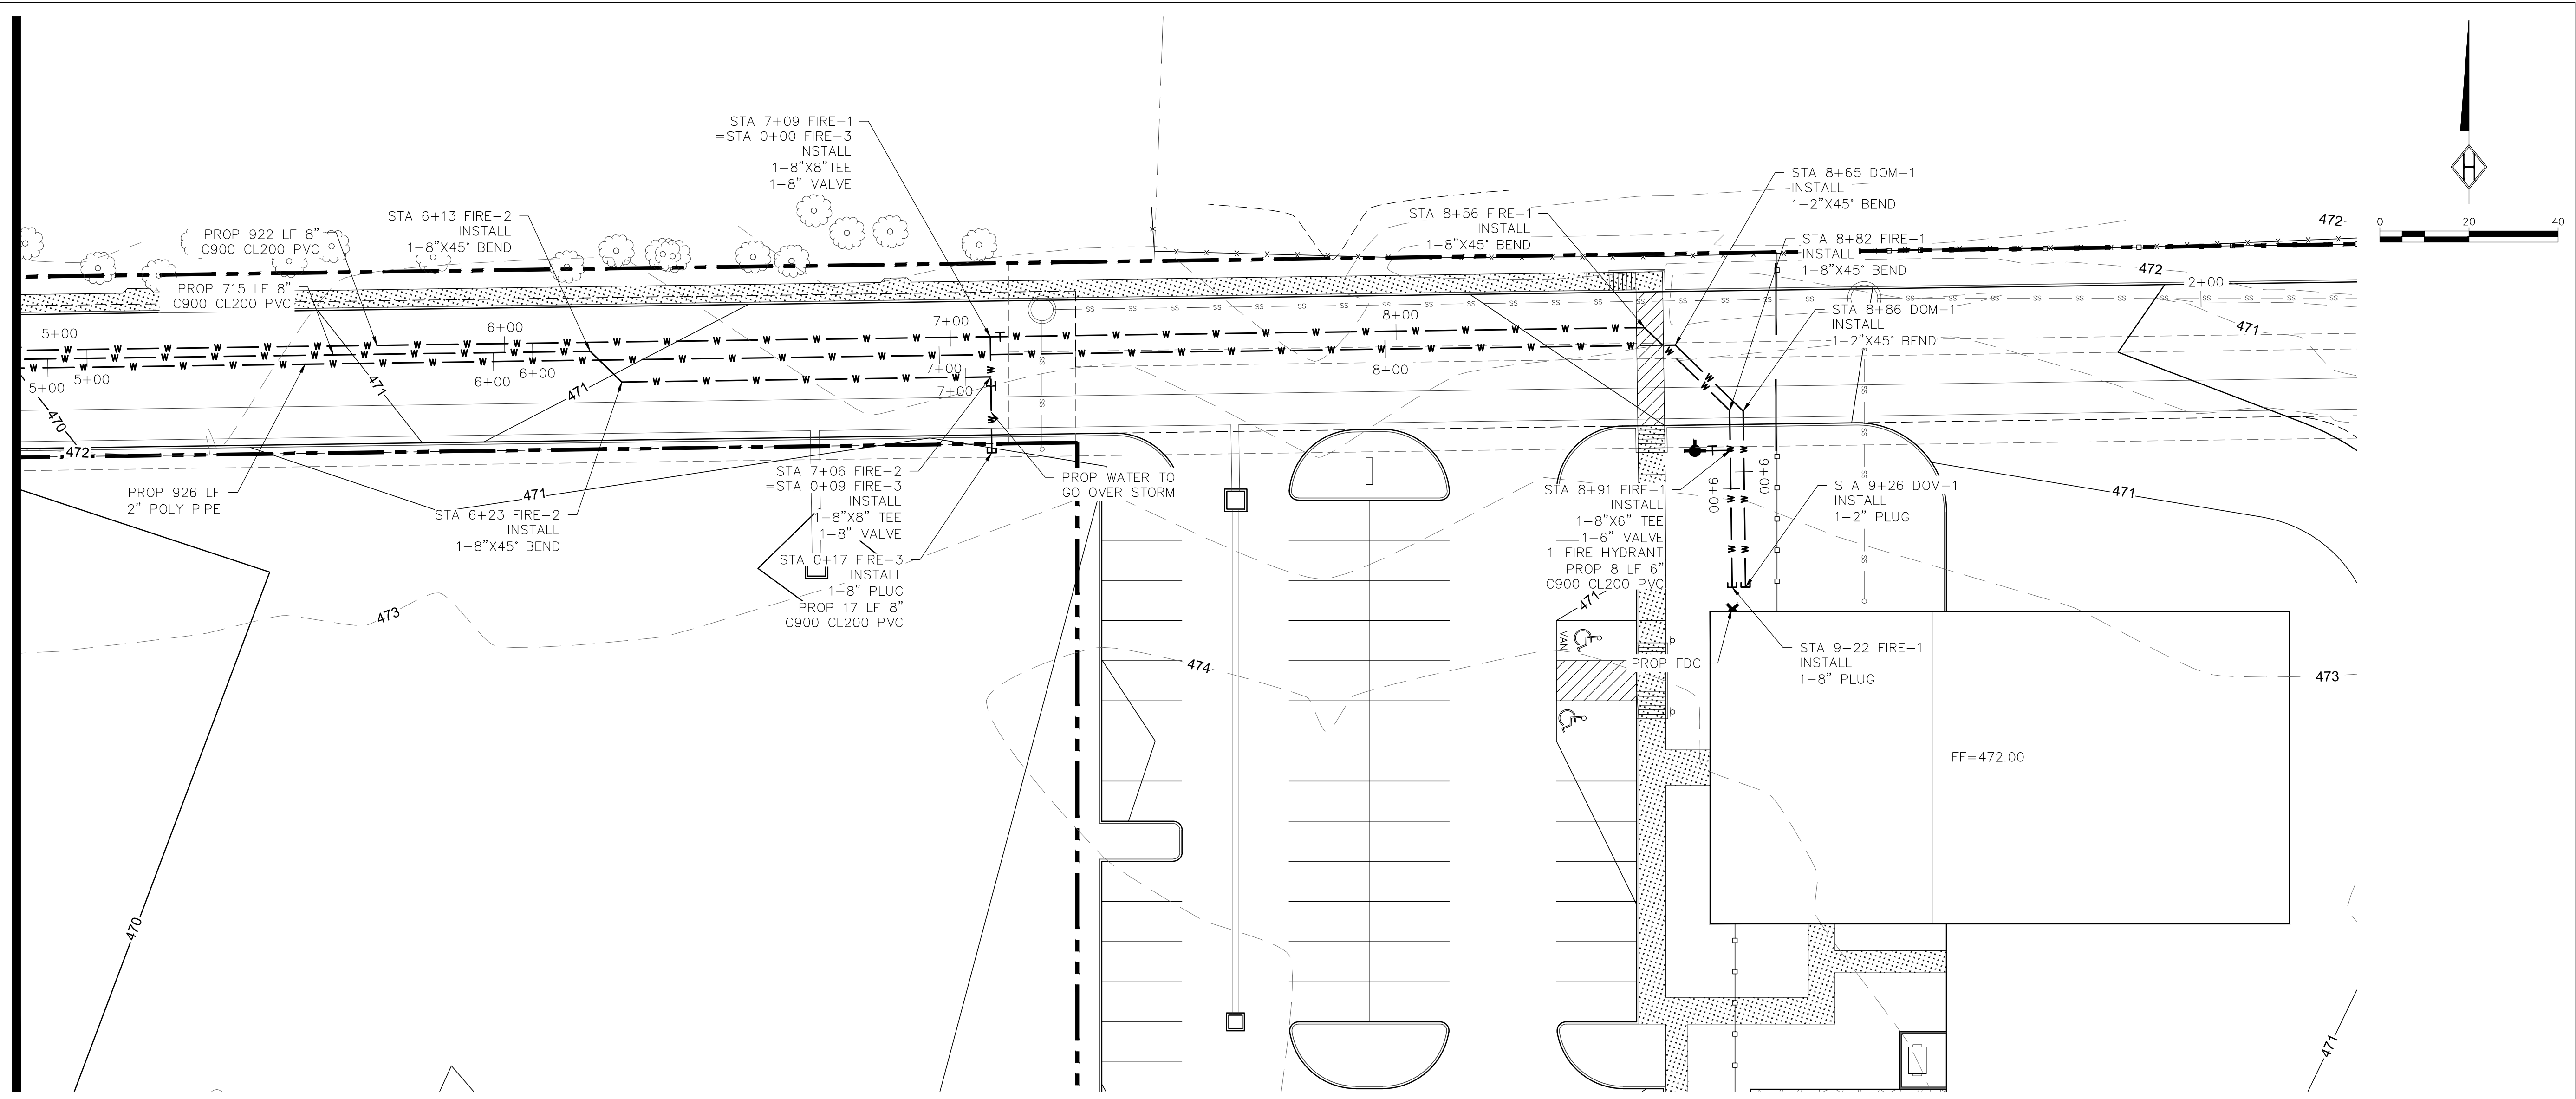 STA 7+09 FIRE-1
=STA 0+00 FIRE-3
INSTALL
1-8"X8"TEE
1-8" VALVE
STA 6+13 FIRE-2
INSTALL
1-8"X45° BEND
PROP 922 LF 8"
C900 CL200 PVC
PROP 715 LF 8"
C900 CL200 PVC
STA 8+65 DOM-1
INSTALL
1-2"X45° BEND
STA 8+56 FIRE-1
INSTALL
1-8"X45° BEND
STA 8+82 FIRE-1
INSTALL
1-8"X45° BEND
STA 8+86 DOM-1
INSTALL
1-2"X45° BEND
H
0 20 40
472
472
2+00
471
5+00
5+00
5+00
6+00
6+00
6+00
7+00
7+00
7+00
8+00
8+00
471
471
470
472
471
PROP 926 LF
2" POLY PIPE
STA 6+23 FIRE-2
INSTALL
1-8"X45° BEND
STA 7+06 FIRE-2
=STA 0+09 FIRE-3
INSTALL
1-8"X8" TEE
1-8" VALVE
STA 0+17 FIRE-3
INSTALL
1-8" PLUG
PROP 17 LF 8"
C900 CL200 PVC
PROP WATER TO
GO OVER STORM
STA 8+91 FIRE-1
INSTALL
1-8"X6" TEE
1-6" VALVE
1-FIRE HYDRANT
PROP 8 LF 6"
C900 CL200 PVC
9+00
9+00
STA 9+26 DOM-1
INSTALL
1-2" PLUG
471
471
VAN
PROP FDC
STA 9+22 FIRE-1
INSTALL
1-8" PLUG
473
474
473
FF=472.00
470
471